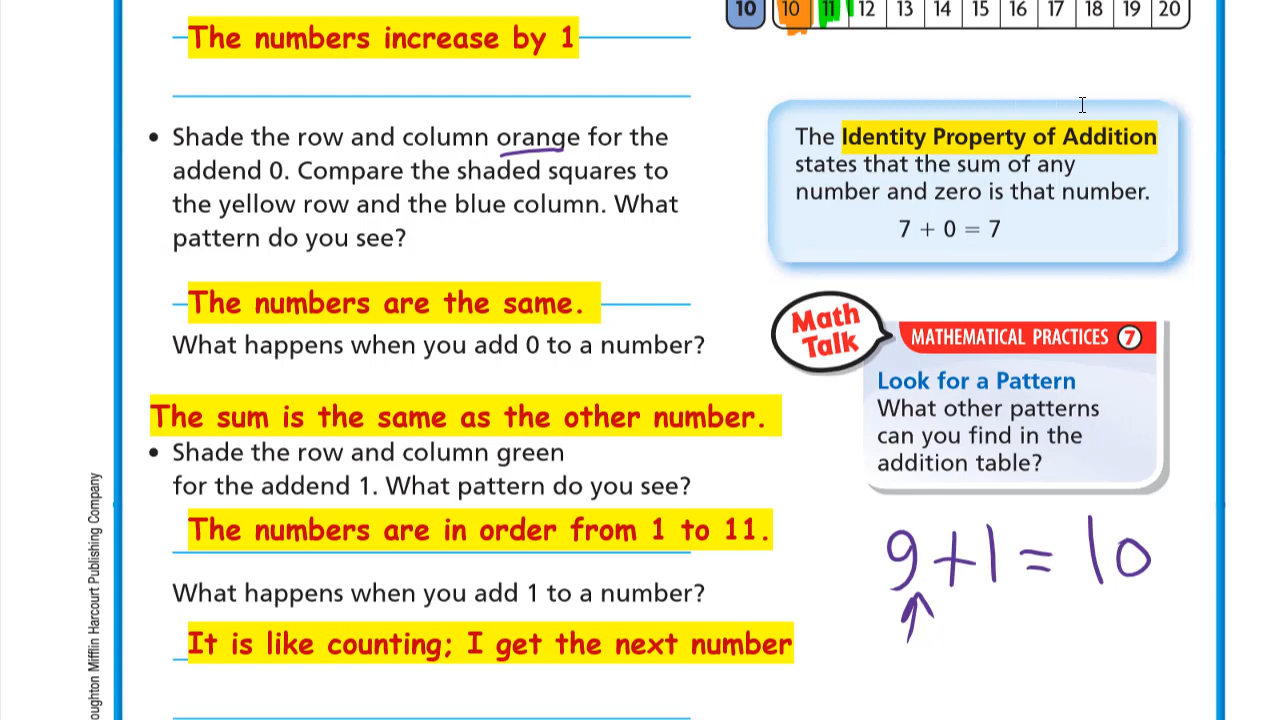 The numbers increase by 1
10 10 11 12 13 14 15 16 17 18 19 20
• Shade the row and column orange for the
addend 0. Compare the shaded squares to
the yellow row and the blue column. What
pattern do you see?
The numbers are the same.
What happens when you add 0 to a number?
The sum is the same as the other number.
• Shade the row and column green
for the addend 1. What pattern do you see?
The numbers are in order from 1 to 11.
What happens when you add 1 to a number?
It is like counting; I get the next number
The Identity Property of Addition
states that the sum of any
number and zero is that number.
7 + 0 = 7
Math
Talk
MATHEMATICAL PRACTICES 7
Look for a Pattern
What other patterns
can you find in the
addition table?
9+1=10
oughton Mifflin Harcourt Publishing Company